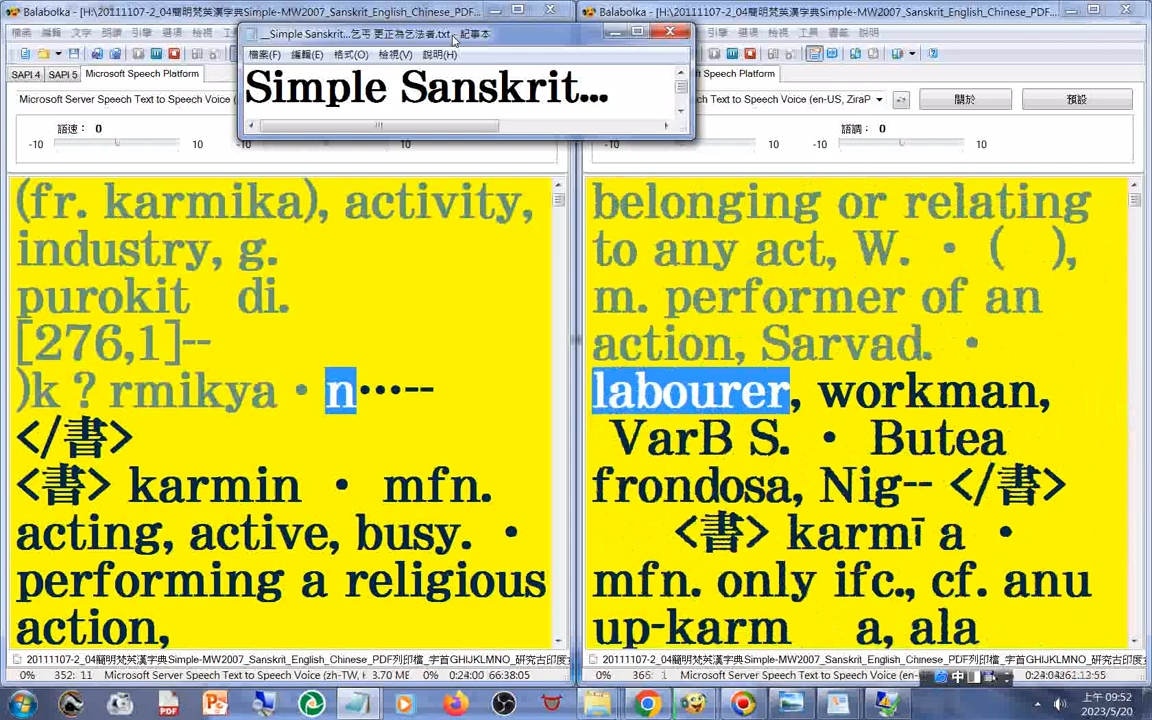 Balabolka - [H:\20111107-2_04簡明梵英漢字典Simple-MW2007_Sanskrit_English_Chinese_PDF...
Balabolka - [H:\20111107-2_04簡明梵英漢字典Simple-MW2007_Sanskrit_English_Chinese_PDF...
__Simple Sanskrit...乞丐 更正為乞法者.txt - 記事本
檔案(F) 編輯(E) 格式(O) 檢視(V) 說明(H)
Simple Sanskrit...
SAPI 4 SAPI 5 Microsoft Speech Platform
Speech Platform
Microsoft Server Speech Text to Speech Voice
ch Text to Speech Voice (en-US, ZiraP
關於
預設
語速： 0
語調： 0
-10 10 -10 10
-10 10 -10 10
(fr. karmika), activity,
industry, g.
purokit di.
[276,1]--
)k ? rmikya • n···--
</書>
<書> karmin • mfn.
acting, active, busy. •
performing a religious
action,
belonging or relating
to any act, W. • ( ),
m. performer of an
action, Sarvad. •
labourer, workman,
VarB S. • Butea
frondosa, Nig-- </書>
<書> karmī a •
mfn. only ifc., cf. anu
up-karm a, ala
20111107-2_04簡明梵英漢字典Simple-MW2007_Sanskrit_English_Chinese_PDF列印檔_字首GHIJKLMNO_研究古印度
20111107-2_04簡明梵英漢字典Simple-MW2007_Sanskrit_English_Chinese_PDF列印檔_字首GHIJKLMNO_研究古印度
0% 352: 11 Microsoft Server Speech Text to Speech Voice (zh-TW, 3.70 ME 0% 0:24:00 66:38:05
365: Microsoft Server Speech Text to Speech Voice
中
上午 09:52
2023/5/20